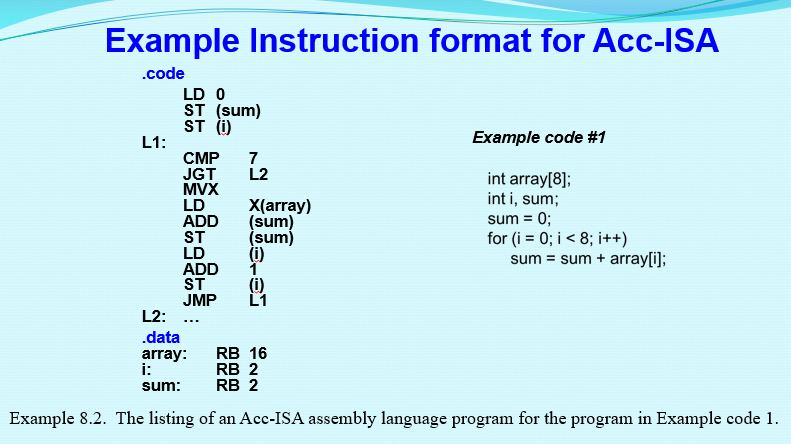 Example Instruction format for Acc-ISA
.code
LD 0
ST (sum)
ST (i)
L1:
CMP 7
JGT L2
MVX
LD X(array)
ADD (sum)
ST (sum)
LD (i)
ADD 1
ST (i)
JMP L1
L2: ...
.data
array: RB 16
i: RB 2
sum: RB 2
Example code #1
int array[8];
int i, sum;
sum = 0;
for (i = 0; i < 8; i++)
sum = sum + array[i];
Example 8.2. The listing of an Acc-ISA assembly language program for the program in Example code 1.